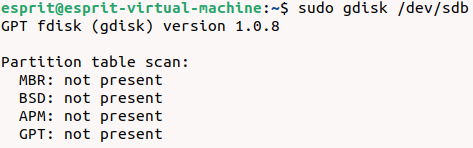 esprit@esprit-virtual-machine:~$ sudo gdisk /dev/sdb
GPT fdisk (gdisk) version 1.0.8
Partition table scan:
  MBR: not present
  BSD: not present
  APM: not present
  GPT: not present